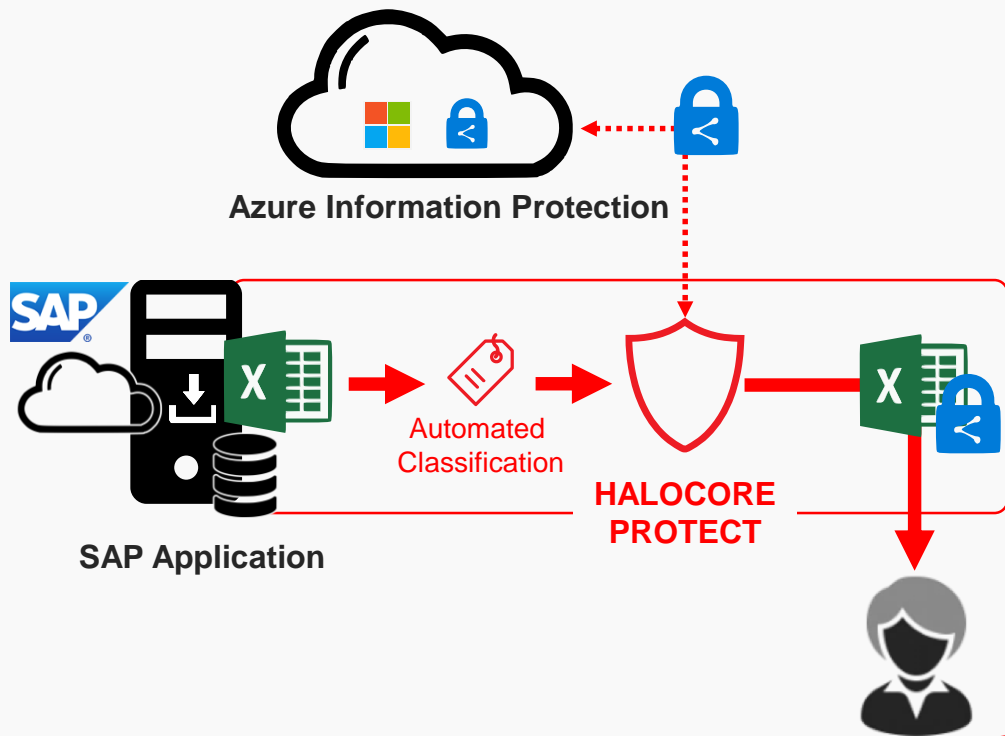 Azure Information Protection
SAP
®
X
X
Automated
Classification
HALOCORE
PROTECT
SAP Application